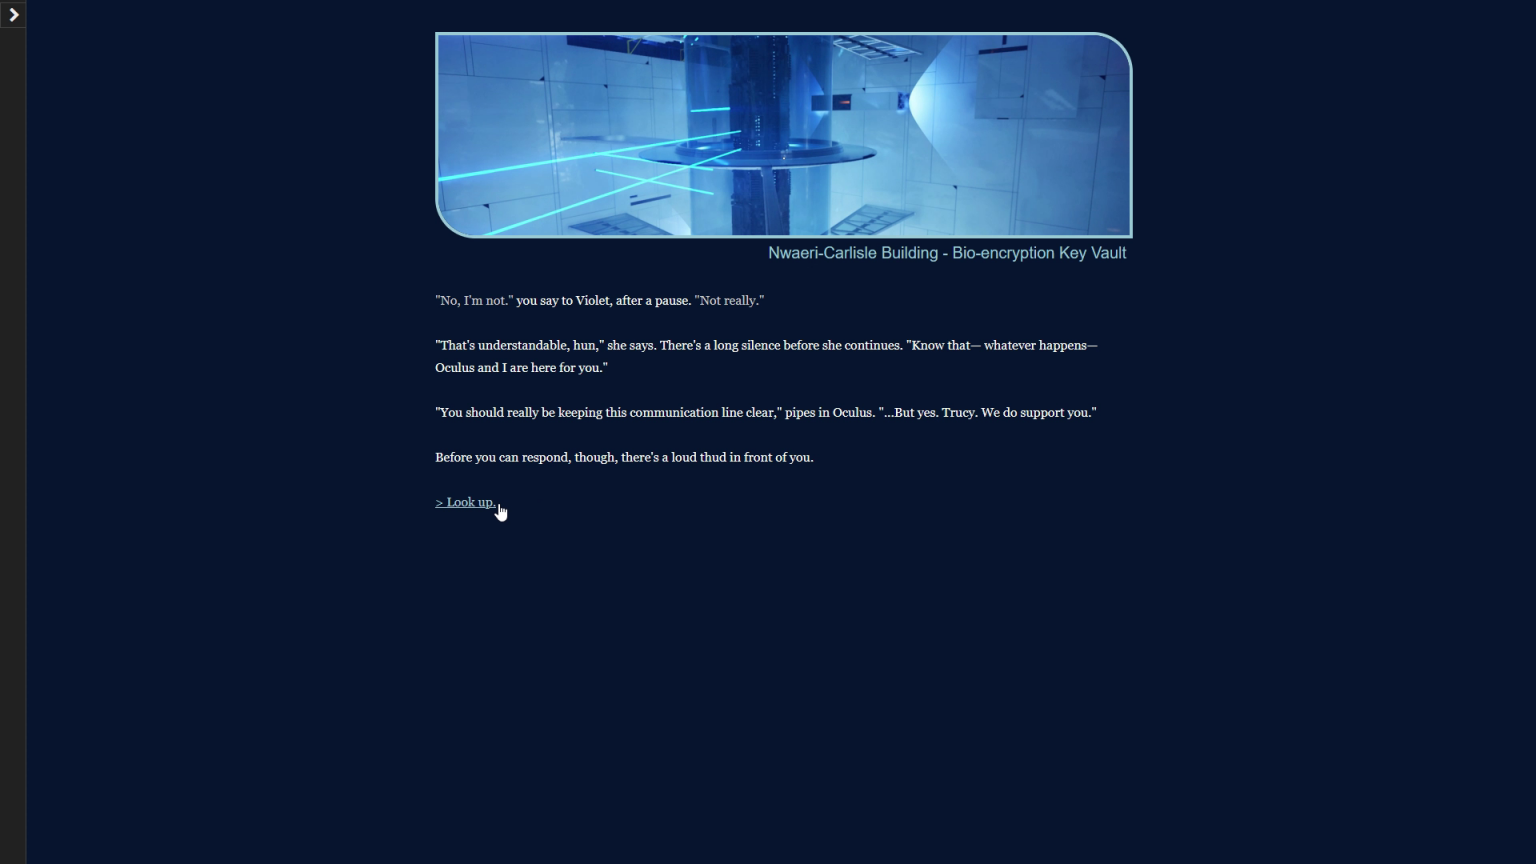 Nwaeri-Carlisle Building - Bio-encryption Key Vault
"No, I'm not." you say to Violet, after a pause. "Not really."
"That's understandable, hun," she says. There's a long silence before she continues. "Know that— whatever happens—
Oculus and I are here for you."
"You should really be keeping this communication line clear," pipes in Oculus. "...But yes. Trucy. We do support you."
Before you can respond, though, there's a loud thud in front of you.
> Look up.